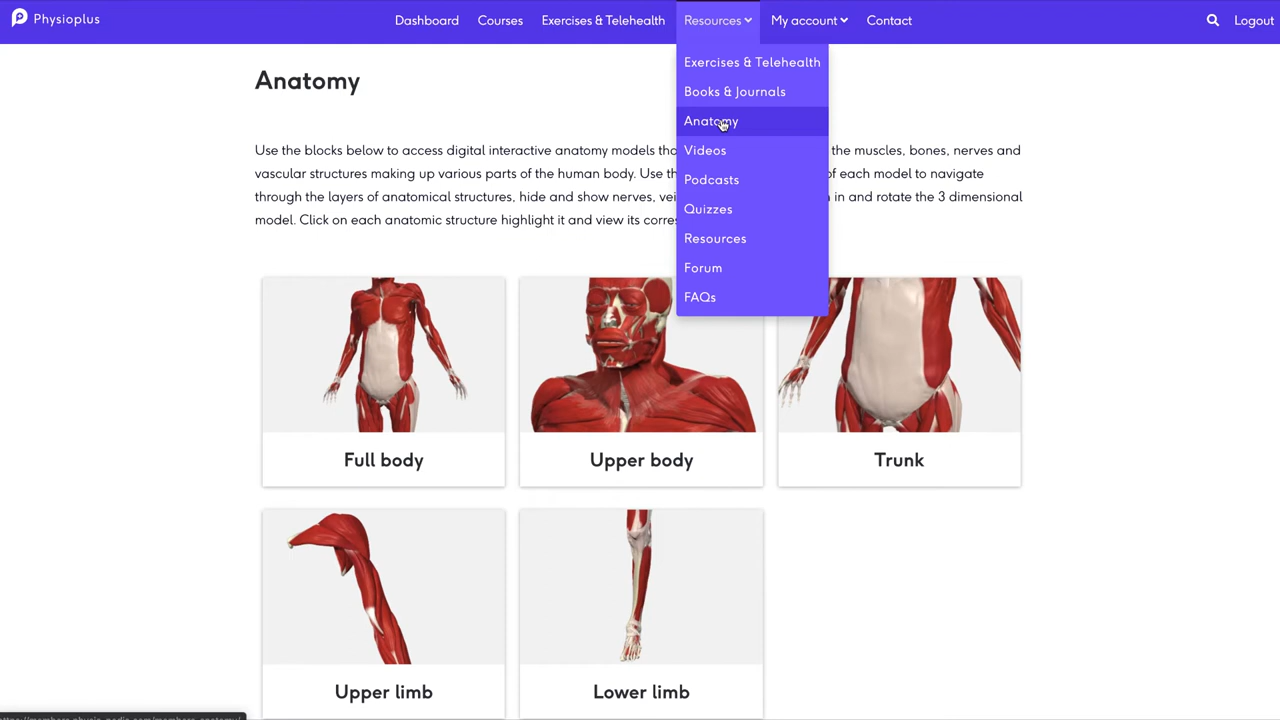 Physioplus
Dashboard
Courses
Exercises & Telehealth
Resources
My account
Contact
Logout
Exercises & Telehealth
Books & Journals
Anatomy
Videos
Podcasts
Quizzes
Resources
Forum
FAQs
Anatomy
Use the blocks below to access digital interactive anatomy models the muscles, bones, nerves and
vascular structures making up various parts of the human body. Use of each model to navigate
through the layers of anatomical structures, hide and show nerves, in and rotate the 3 dimensional
model. Click on each anatomic structure highlight it and view its
Full body
Upper body
Trunk
Upper limb
Lower limb